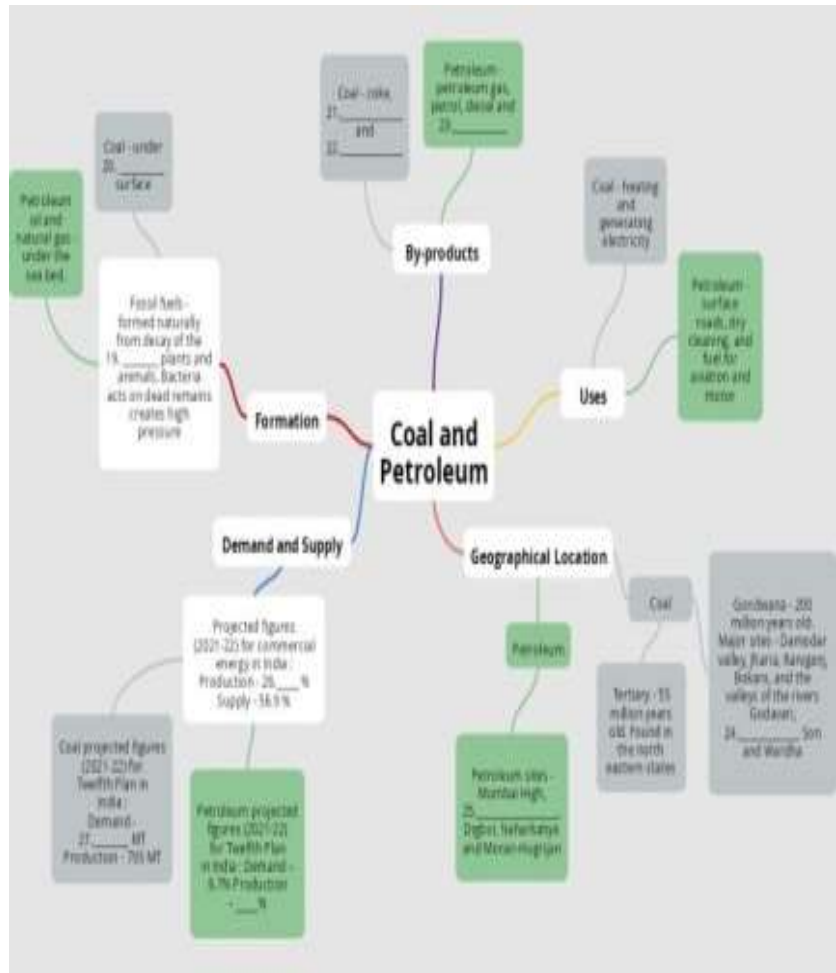 Coal and
Petroleum
By-products
Coal - coke,
21.____________
and
22.____________
Petroleum -
petroleum gas,
petrol, diesel and
23.__________
Uses
Coal - heating
and
generating
electricity
Petroleum -
surface
roads, dry
cleaning, and
fuel for
aviation and
motor
Formation
Fossil fuels -
formed naturally
from decay of the
19. ______ plants and
animals. Bacteria
acts on dead remains
creates high
pressure
Coal - under
20. ________
surface
Petroleum
oil and
natural gas -
under the
sea bed.
Demand and Supply
Projected figures
(2021-22) for commercial
energy in India :
Production - 26.____ %
Supply - 56.9 %
Coal projected figures
(2021-22) for
Twelfth Plan in
India :
Demand -
27.______ MT
Production - 795 MT
Petroleum projected
figures (2021-22)
for Twelfth Plan
in India : Demand -
6.7% Production
- ____%
Geographical Location
Petroleum
Petroleum sites -
Mumbai High,
25.______________
Digboi, Naharkatiya
and Moran-Hugrijan
Coal
Tertiary - 55
million years
old. Found in
the north
eastern states
Gondwana - 200
million years old.
Major sites - Damodar
valley, Jharia, Raniganj,
Bokaro, and the
valleys of the rivers
Godavari,
24.____________ Son
and Wardha